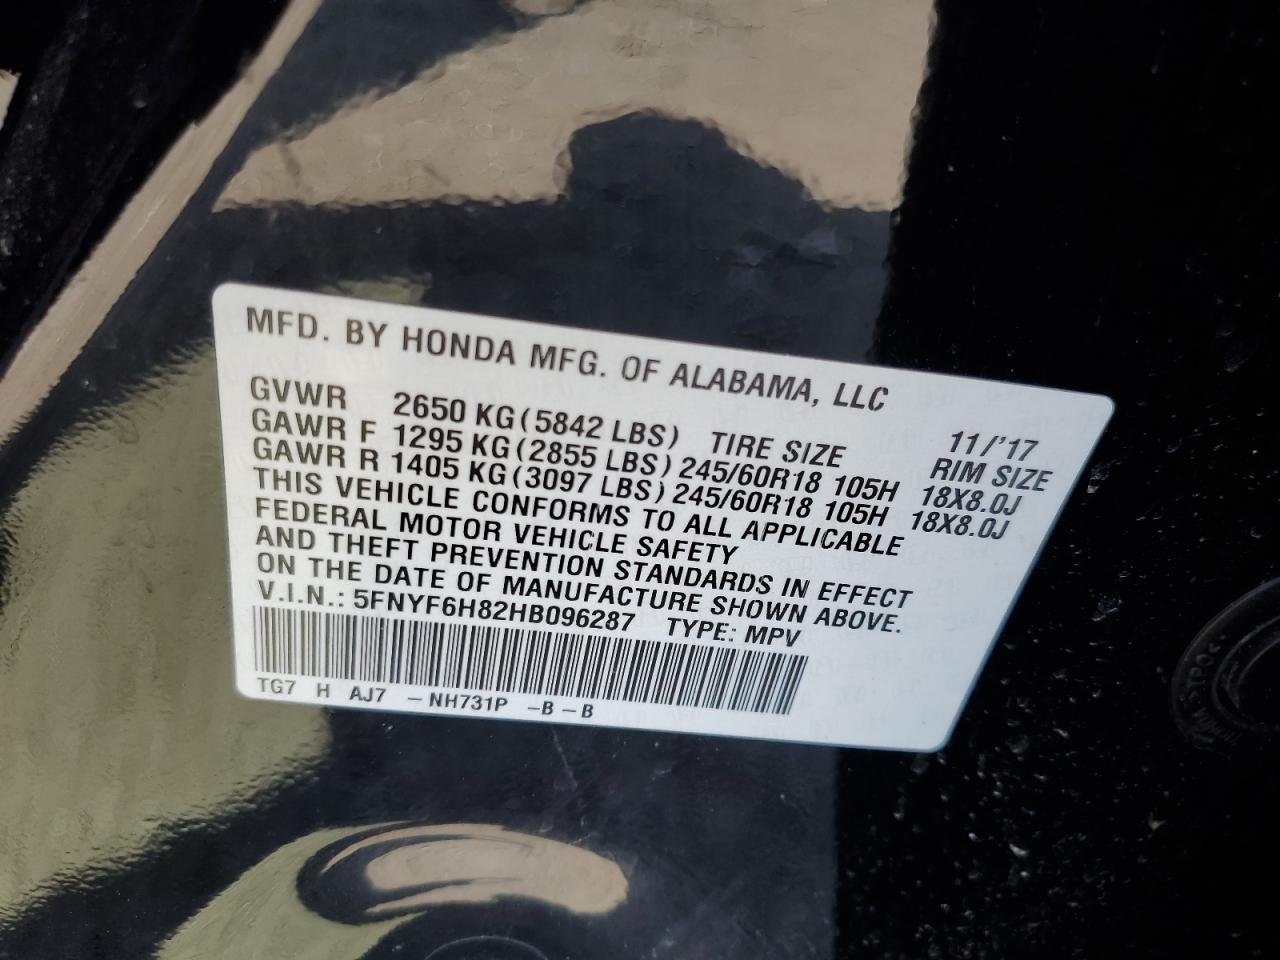 MFD. BY HONDA MFG. OF ALABAMA, LLC
11/'17
GVWR 2650 KG (5842 LBS) TIRE SIZE RIM SIZE
GAWR F 1295 KG (2855 LBS) 245/60R18 105H 18X8.0J
GAWR R 1405 KG (3097 LBS) 245/60R18 105H 18X8.0J
THIS VEHICLE CONFORMS TO ALL APPLICABLE
FEDERAL MOTOR VEHICLE SAFETY
AND THEFT PREVENTION STANDARDS IN EFFECT
ON THE DATE OF MANUFACTURE SHOWN ABOVE.
V.I.N.: 5FNYF6H82HB096287 TYPE: MPV
TG7 H AJ7 -NH731P -B-B